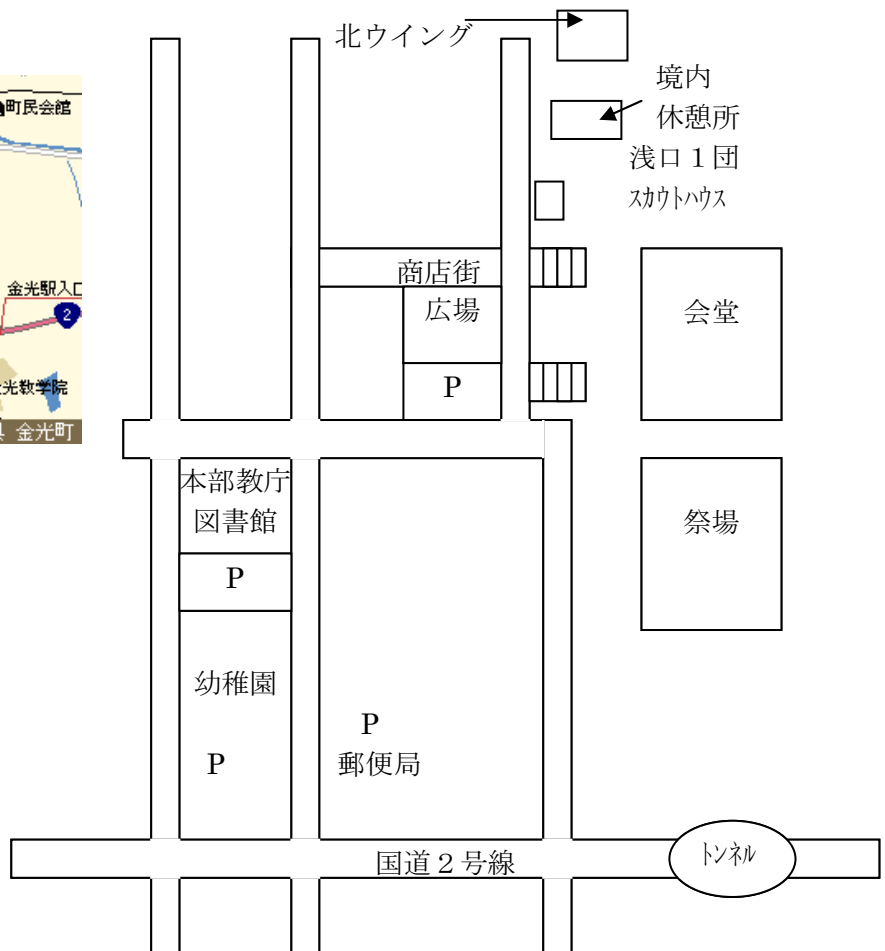 北ウイング
境内
休憩所
浅口１団
ｽｶｳﾄﾊｳｽ
町民会館
金光駅入口
2
光教学院
金光町
商店街
広場
P
会堂
本部教庁
図書館
P
祭場
幼稚園
P
P
郵便局
国道２号線
ﾄﾝﾈﾙ